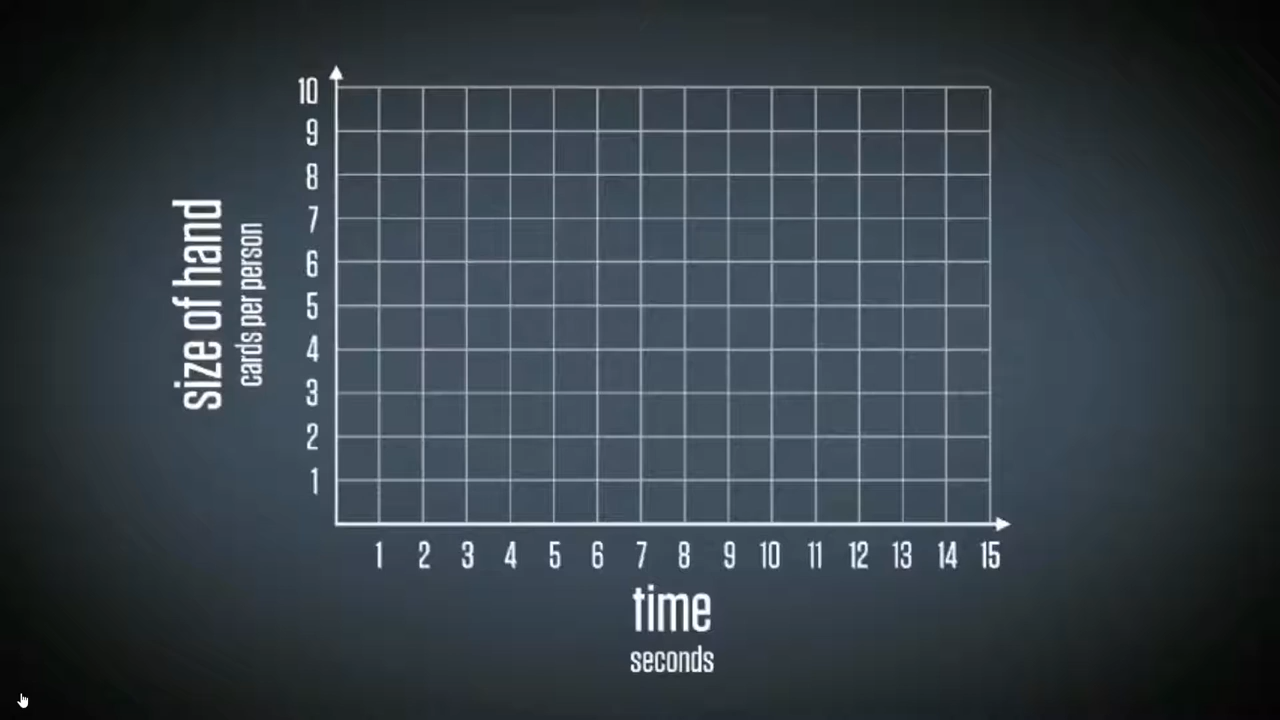 10
9
8
7
6
5
4
3
2
1
size of hand
cards per person
1 2 3 4 5 6 7 8 9 10 11 12 13 14 15
time
seconds